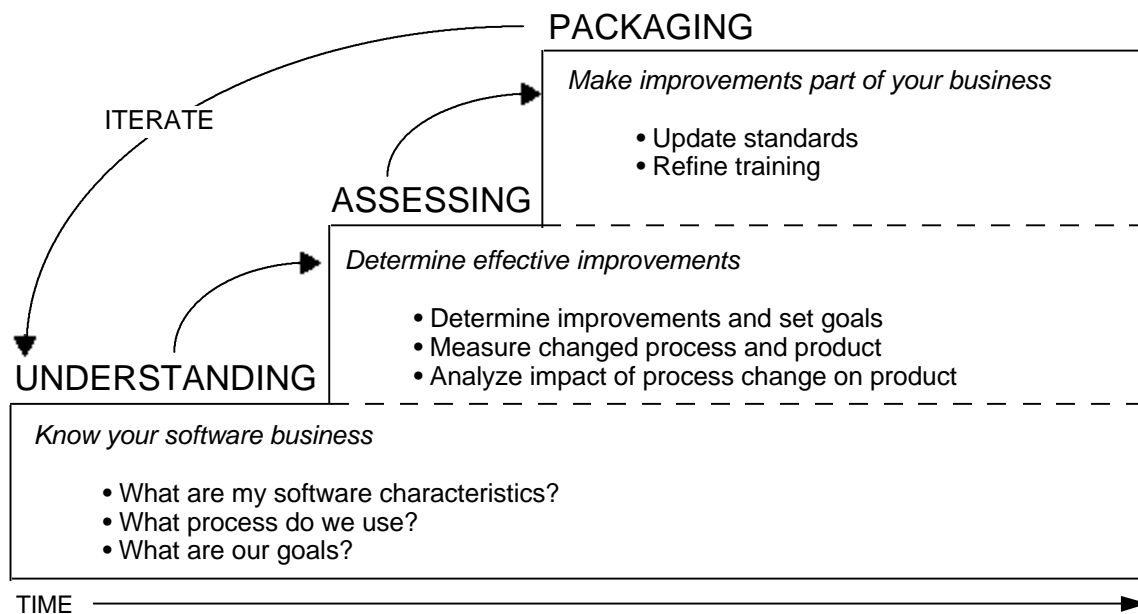 PACKAGING
Make improvements part of your business
• Update standards
• Refine training
ITERATE
ASSESSING
Determine effective improvements
• Determine improvements and set goals
• Measure changed process and product
• Analyze impact of process change on product
UNDERSTANDING
Know your software business
• What are my software characteristics?
• What process do we use?
• What are our goals?
TIME